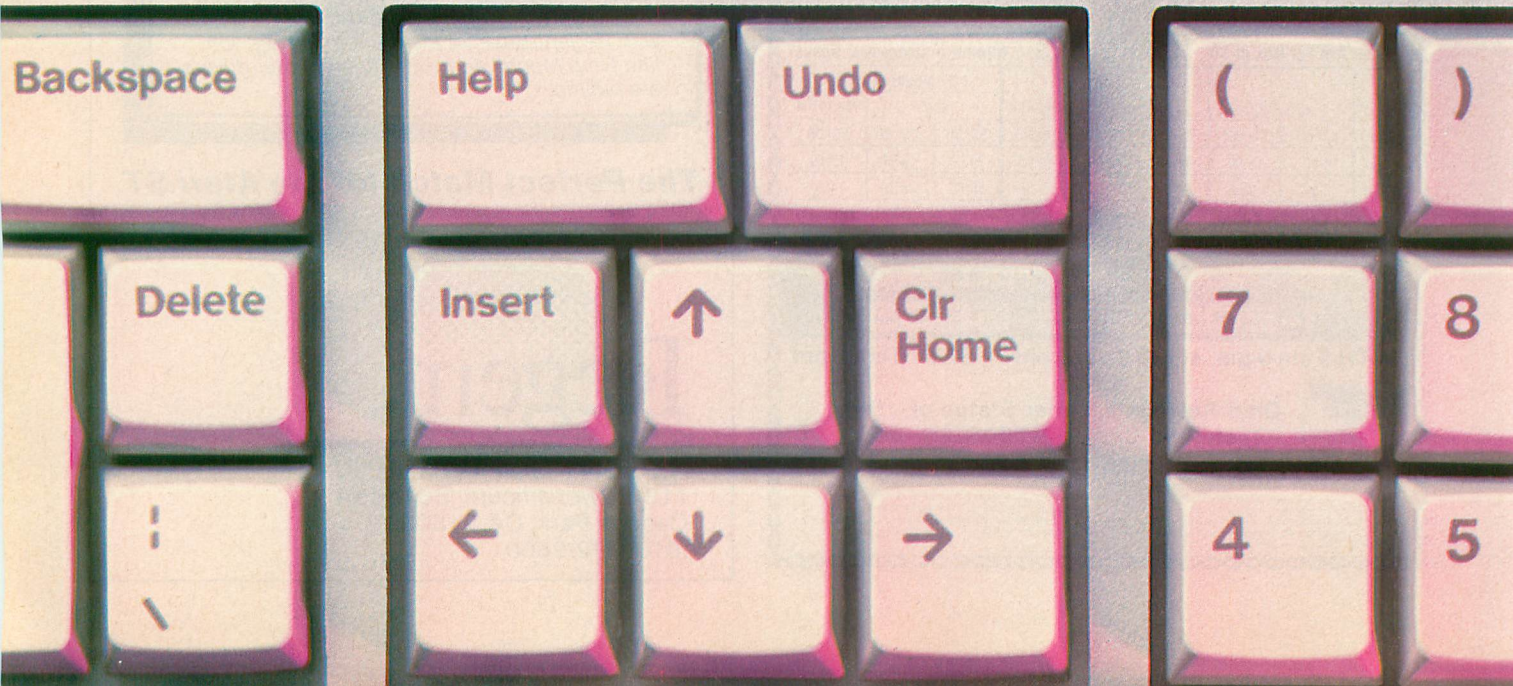 Backspace
Help
Undo
(
)
Delete
Insert
↑
Clr
Home
7
8
¦
\
←
↓
→
4
5